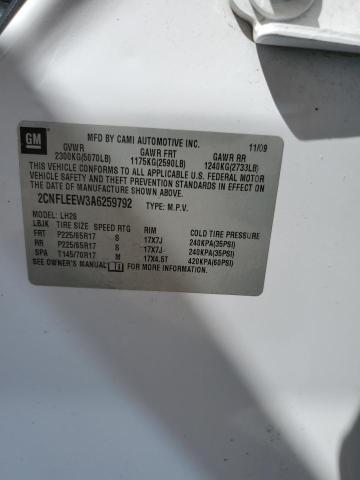 GM
MFD BY CAMI AUTOMOTIVE INC. 11/09
GVWR GAWR FRT GAWR RR
2300KG(5070LB) 1175KG(2590LB) 1240KG(2733LB)
THIS VEHICLE CONFORMS TO ALL APPLICABLE U.S. FEDERAL MOTOR
VEHICLE SAFETY AND THEFT PREVENTION STANDARDS IN EFFECT ON
THE DATE OF MANUFACTURE SHOWN ABOVE.
2CNFLEEW3A6259792 TYPE: M.P.V.
MODEL: LH26
LBJK TIRE SIZE SPEED RTG RIM COLD TIRE PRESSURE
FRT P225/65R17 S 17X7J 240KPA(35PSI)
RR P225/65R17 S 17X7J 240KPA(35PSI)
SPA T145/70R17 M 17X4.5T 420KPA(60PSI)
SEE OWNER'S MANUAL FOR MORE INFORMATION